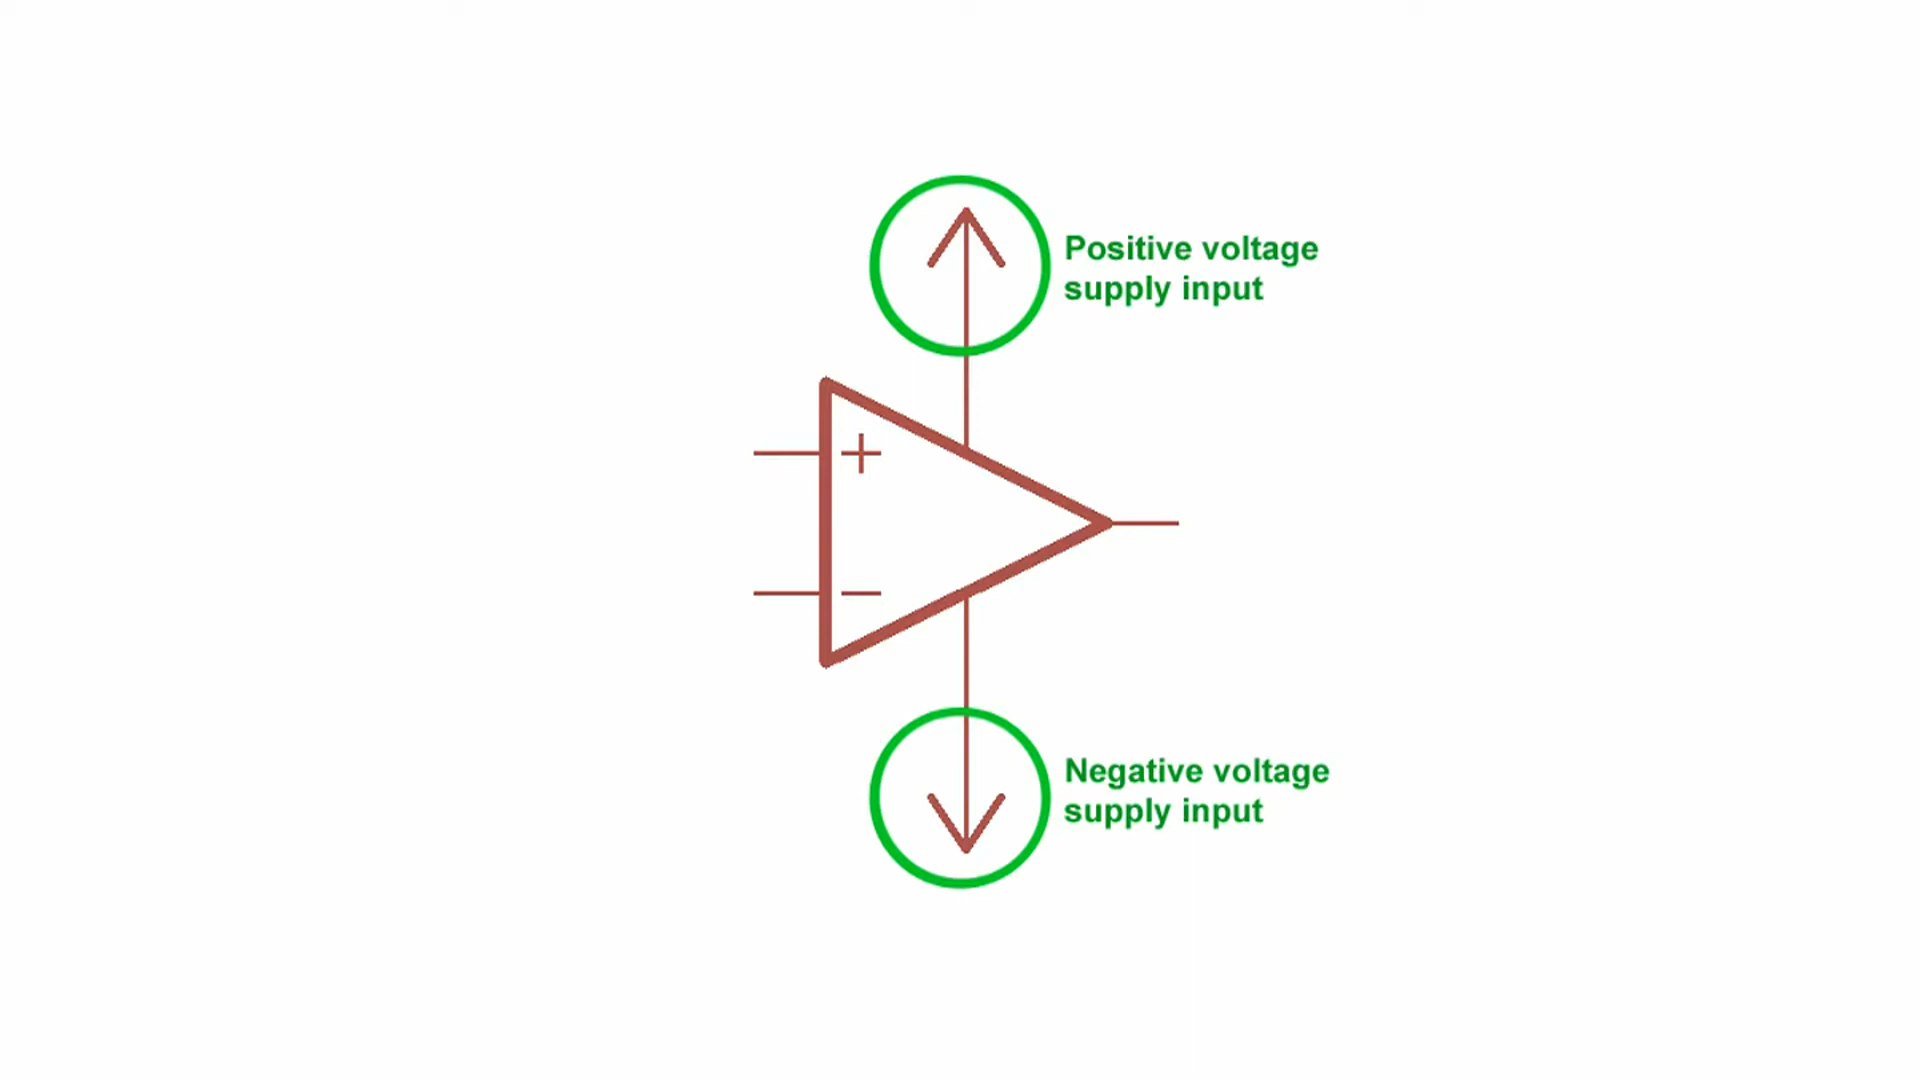 Positive voltage
supply input
+
−
Negative voltage
supply input